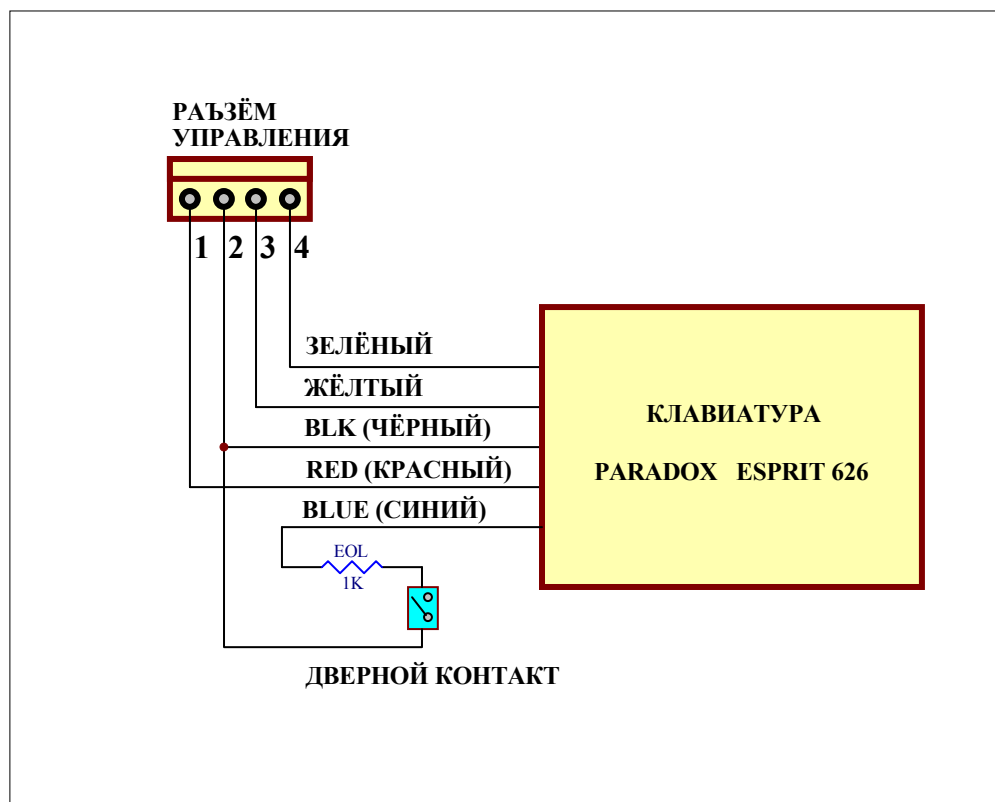 РАЪЗЁМ
УПРАВЛЕНИЯ
1 2 3 4
ЗЕЛЁНЫЙ
ЖЁЛТЫЙ
BLK (ЧЁРНЫЙ)
RED (КРАСНЫЙ)
BLUE (СИНИЙ)
КЛАВИАТУРА
PARADOX ESPRIT 626
EOL
1K
ДВЕРНОЙ КОНТАКТ